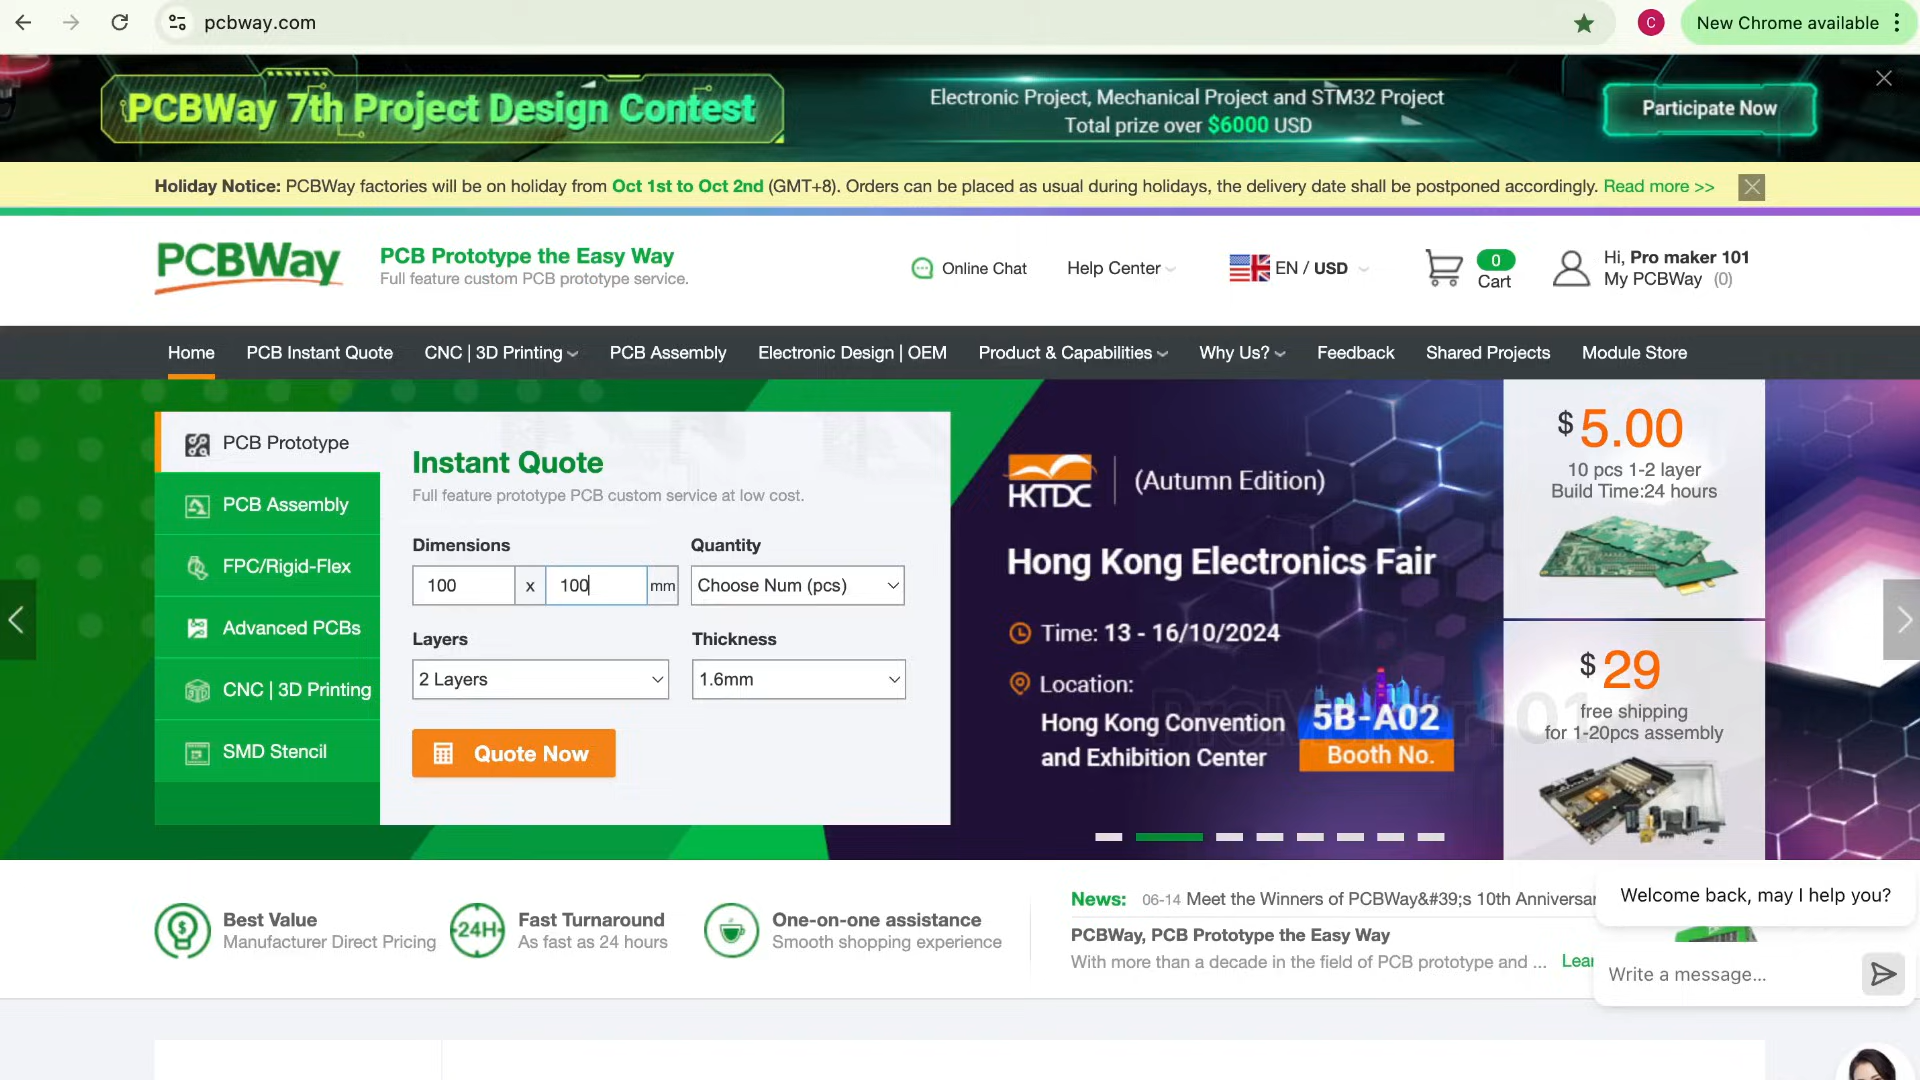 pcbway.com
C
New Chrome available
PCBWay 7th Project Design Contest
Electronic Project, Mechanical Project and STM32 Project
Total prize over $6000 USD
Participate Now
Holiday Notice: PCBWay factories will be on holiday from Oct 1st to Oct 2nd (GMT+8). Orders can be placed as usual during holidays, the delivery date shall be postponed accordingly. Read more >>
PCBWay
PCB Prototype the Easy Way
Full feature custom PCB prototype service.
Online Chat
Help Center
EN / USD
0
Cart
Hi, Pro maker 101
My PCBWay (0)
Home
PCB Instant Quote
CNC | 3D Printing
PCB Assembly
Electronic Design | OEM
Product & Capabilities
Why Us?
Feedback
Shared Projects
Module Store
PCB Prototype
PCB Assembly
FPC/Rigid-Flex
Advanced PCBs
CNC | 3D Printing
SMD Stencil
Instant Quote
Full feature prototype PCB custom service at low cost.
Dimensions
Quantity
100 x 100 mm
Choose Num (pcs)
Layers
Thickness
2 Layers
1.6mm
Quote Now
HKTDC
(Autumn Edition)
Hong Kong Electronics Fair
Time: 13 - 16/10/2024
Location:
Hong Kong Convention
and Exhibition Center
5B-A02
Booth No.
ProMaker101
$ 5.00
10 pcs 1-2 layer
Build Time:24 hours
$ 29
free shipping
for 1-20pcs assembly
Best Value
Manufacturer Direct Pricing
24H
Fast Turnaround
As fast as 24 hours
One-on-one assistance
Smooth shopping experience
News: 06-14 Meet the Winners of PCBWay&#39;s 10th Anniversar
PCBWay, PCB Prototype the Easy Way
With more than a decade in the field of PCB prototype and ... Lear
Welcome back, may I help you?
Write a message...